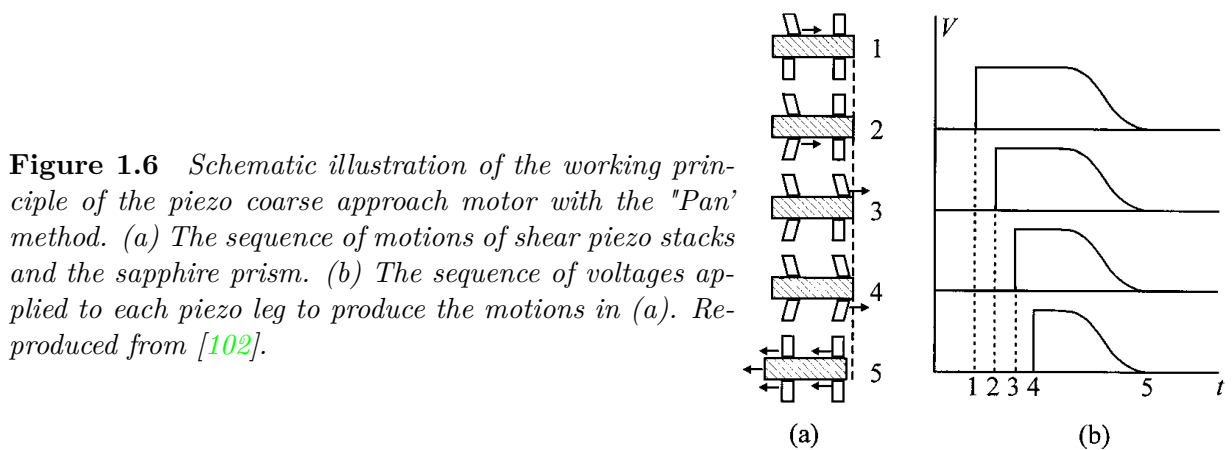 Figure 1.6 Schematic illustration of the working prin-
ciple of the piezo coarse approach motor with the "Pan'
method. (a) The sequence of motions of shear piezo stacks
and the sapphire prism. (b) The sequence of voltages ap-
plied to each piezo leg to produce the motions in (a). Re-
produced from [102].
1
2
3
4
5
(a)
V
1 2 3 4 5 t
(b)